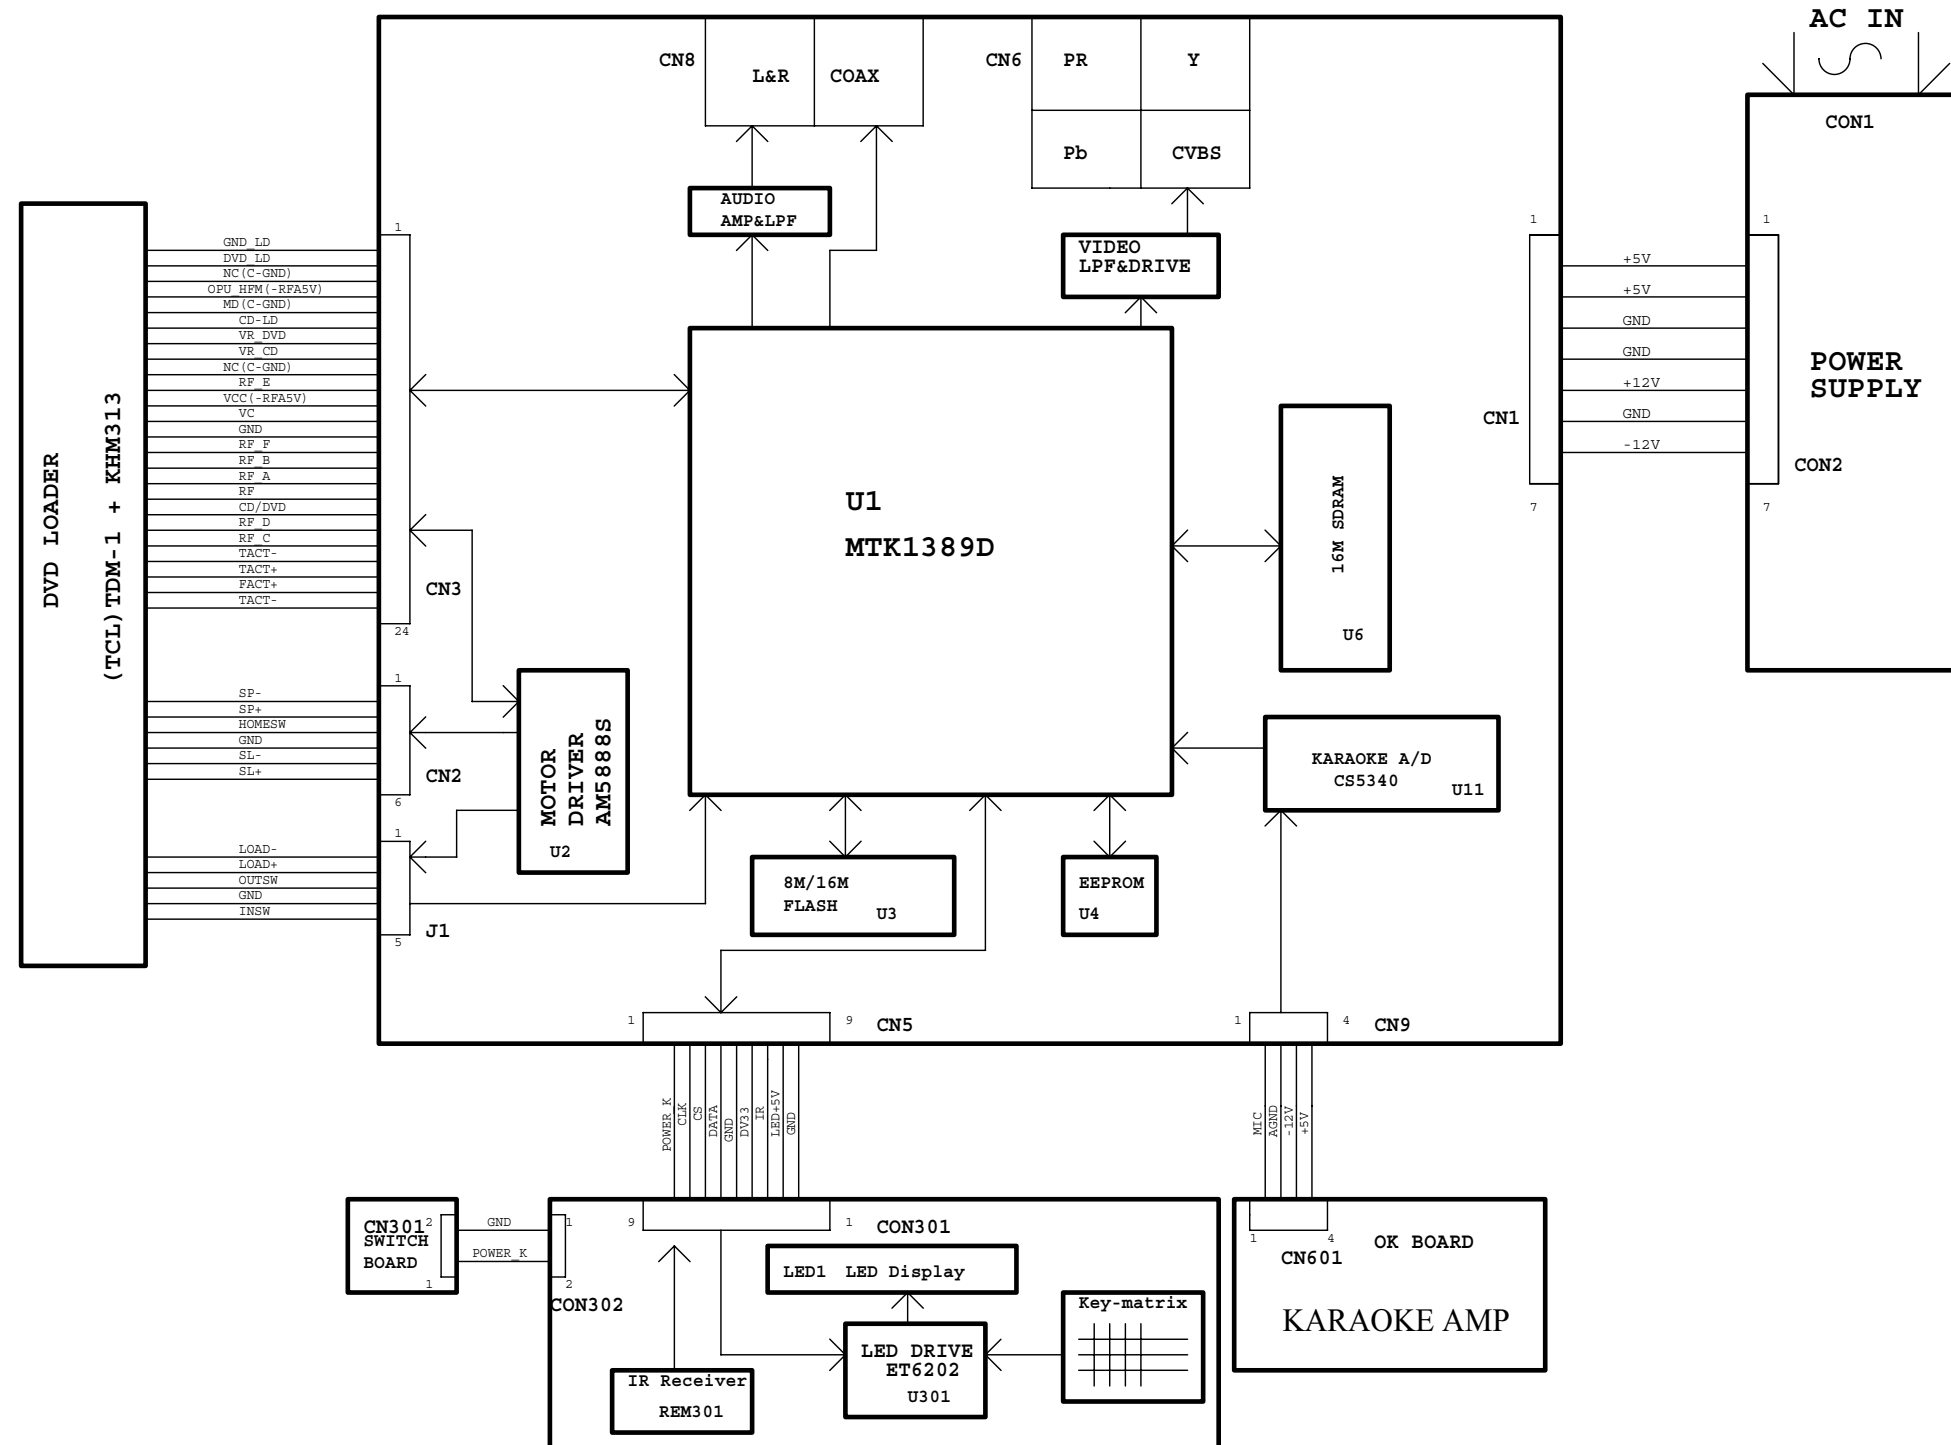 AC IN
CON1
1
+5V
+5V
GND
GND
+12V
GND
-12V
1
7
CON2
7
CN1
POWER
SUPPLY
CN8
L&R
COAX
CN6
PR
Y
Pb
CVBS
AUDIO
AMP&LPF
VIDEO
LPF&DRIVE
DVD LOADER
(TCL)TDM-1 + KHM313
1
GND_LD
DVD_LD
NC(C-GND)
OPU_HFM(-RFA5V)
MD(C-GND)
CD-LD
VR_DVD
VR_CD
NC(C-GND)
RF_E
VCC(-RFA5V)
VC
GND
RF_F
RF_B
RF_A
RF
CD/DVD
RF_D
RF_C
TACT-
TACT+
FACT+
TACT-
CN3
24
1
SP-
SP+
HOMESW
GND
SL-
SL+
CN2
6
1
LOAD-
LOAD+
OUTSW
GND
INSW
J1
5
MOTOR
DRIVER
AM5888S
U2
U1
MTK1389D
16M SDRAM
U6
KARAOKE A/D
CS5340
U11
8M/16M
FLASH
U3
EEPROM
U4
1
9
CN5
1
4
CN9
POWER_K
CLK
CS
DATA
GND
DV33
IR
LED+5V
GND
MIC
AGND
-12V
+5V
CN301
2
SWITCH
BOARD
1
GND
POWER_K
1
2
CON302
9
1
CON301
LED1 LED Display
LED DRIVE
ET6202
U301
Key-matrix
IR Receiver
REM301
1
4
CN601
OK BOARD
KARAOKE AMP